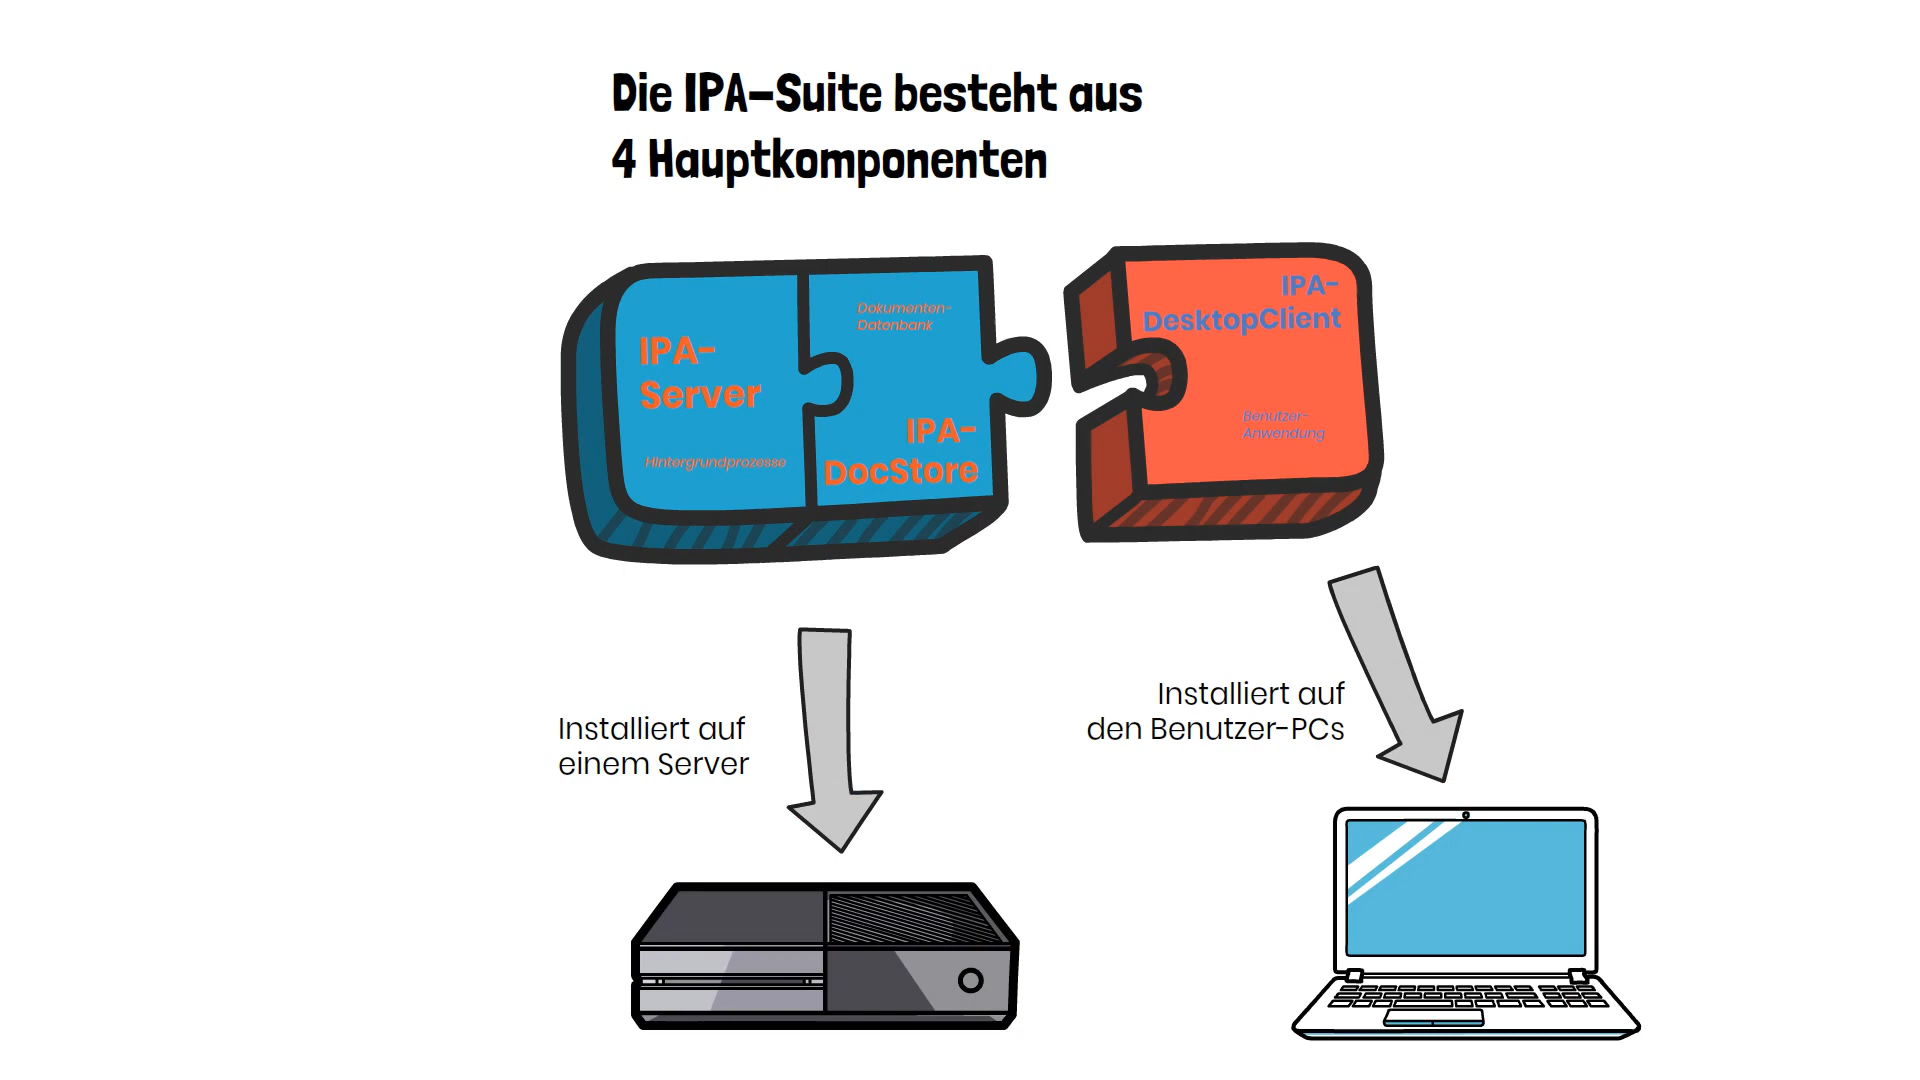 Die IPA-Suite besteht aus
4 Hauptkomponenten
IPA-
Server
Hintergrundprozesse
Dokumenten-
Datenbank
IPA-
DocStore
IPA-
DesktopClient
Benutzer-
Anwendung
Installiert auf
einem Server
Installiert auf
den Benutzer-PCs